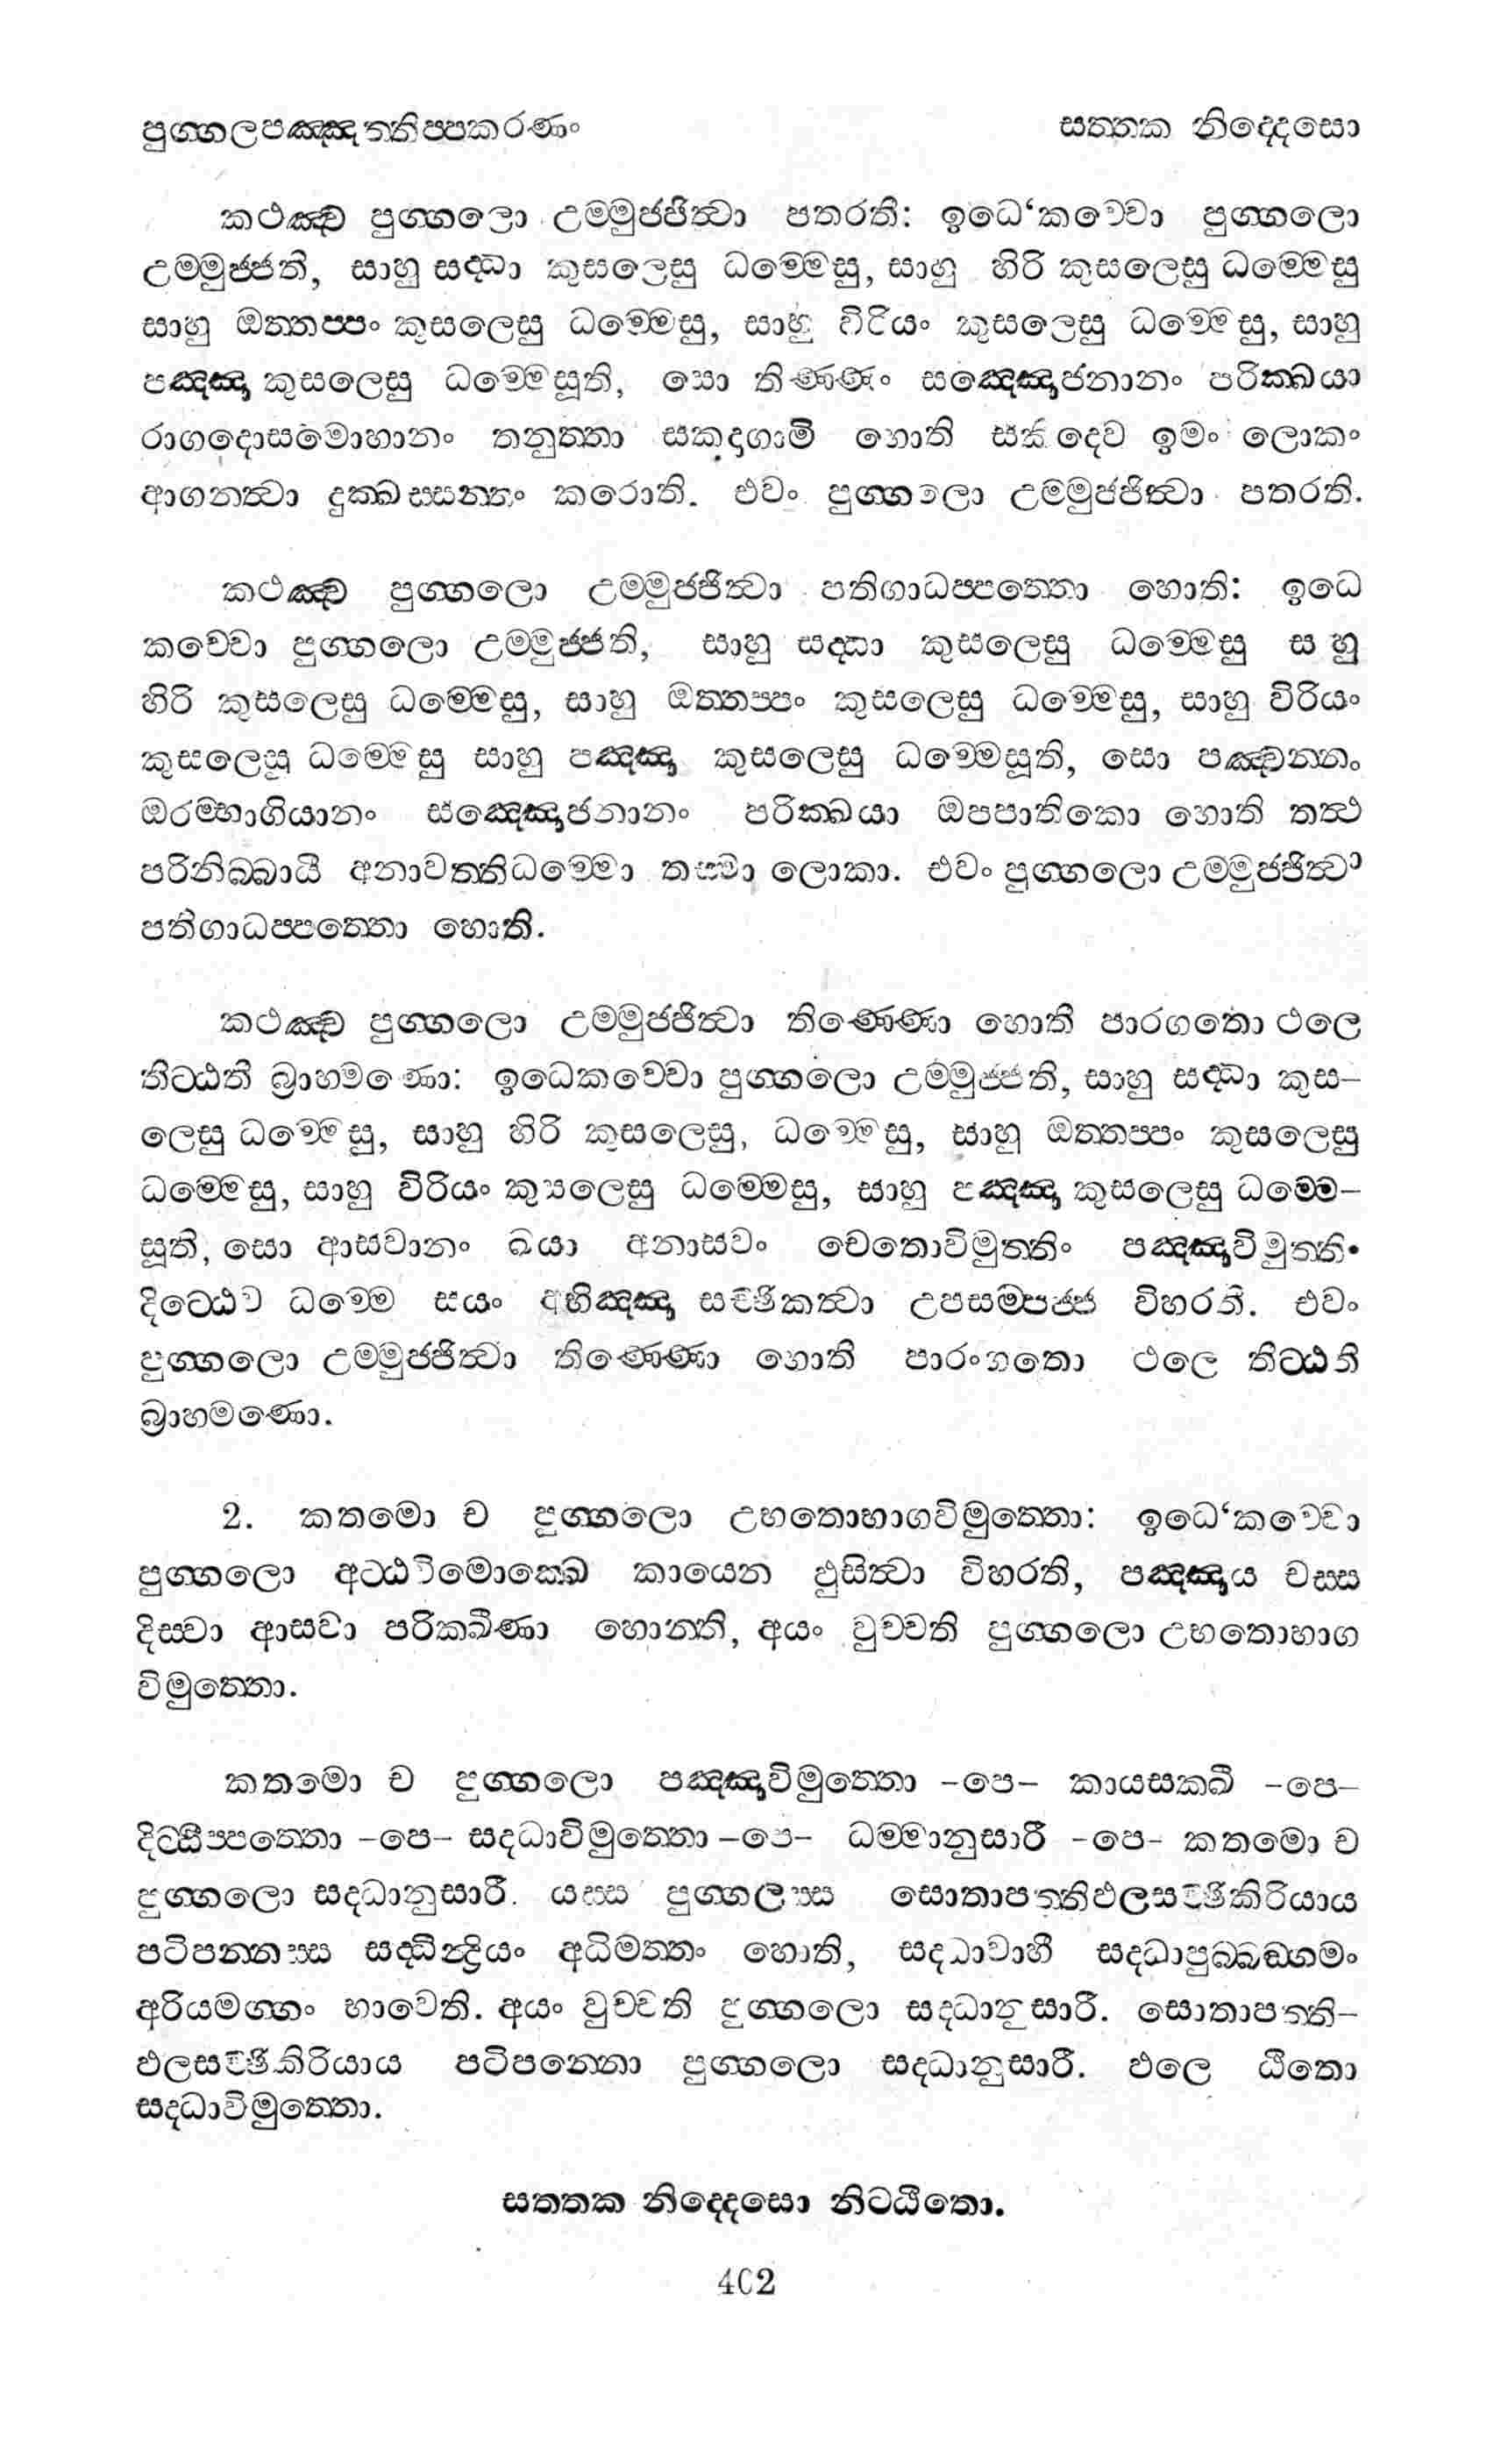 පුග්ගලපඤ්ඤත්තිප්පකරණං සත්තක නිද්දෙසො
කථඤ්ච පුග්ගලො උම්මුජ්ජිත්වා පතරති: ඉධෙ‘කච්චො පුග්ගලො
උම්මුජ්ජති, සාහු සද්ධා කුසලෙසු ධම්මෙසු, සාහු හිරි කුසලෙසු ධම්මෙසු
සාහු ඔත්තප්පං කුසලෙසු ධම්මෙසු, සාහු විරියං කුසලෙසු ධම්මෙසු, සාහු
පඤ්ඤා කුසලෙසු ධම්මෙසූති, සො තිණ්ණං සඤ්ඤොජනානං පරික්ඛයා
රාගදොසමොහානං තනුත්තා සකදාගාමි හොති සකිං දෙව ඉමං ලොකං
ආගන්ත්වා දුක්ඛස්සන්තං කරොති. එවං පුග්ගලො උම්මුජ්ජිත්වා පතරති.
කථඤ්ච පුග්ගලො උම්මුජ්ජිත්වා පතිගාධප්පත්තො හොති: ඉධෙ
කච්චො පුග්ගලො උම්මුජ්ජති, සාහු සද්ධා කුසලෙසු ධම්මෙසු ස හු
හිරි කුසලෙසු ධම්මෙසු, සාහු ඔත්තප්පං කුසලෙසු ධම්මෙසු, සාහු විරියං
කුසලෙසු ධම්මෙසු සාහු පඤ්ඤා කුසලෙසු ධම්මෙසූති, සො පඤ්චන්නං
ඔරම්භාගියානං සඤ්ඤොජනානං පරික්ඛයා ඔපපාතිකො හොති තත්ථ
පරිනිබ්බායී අනාවත්තිධම්මො තස්මා ලොකා. එවං පුග්ගලො උම්මුජ්ජිත්වා
පතිගාධප්පත්තො හොති.
කථඤ්ච පුග්ගලො උම්මුජ්ජිත්වා තිණ්ණො හොති පාරගතො ථලෙ
තිට්ඨති බ්‍රාහමණො: ඉධෙකච්චො පුග්ගලො උම්මුජ්ජති, සාහු සද්ධා කුස–
ලෙසු ධම්මෙසු, සාහු හිරි කුසලෙසු, ධම්මෙසු, සාහු ඔත්තප්පං කුසලෙසු
ධම්මෙසු, සාහු විරියං කුසලෙසු ධම්මෙසු, සාහු පඤ්ඤා කුසලෙසු ධම්මෙ–
සූති, සො ආසවානං ඛයා අනාසවං චෙතොවිමුත්තිං පඤ්ඤාවිමුත්තිං
දිට්ඨෙව ධම්මෙ සයං අභිඤ්ඤා සච්ඡිකත්වා උපසම්පජ්ජ විහරති. එවං
පුග්ගලො උම්මුජ්ජිත්වා තිණ්ණො හොති පාරංගතො ථලෙ තිට්ඨති
බ්‍රාහමණො.
2. කතමො ච පුග්ගලො උභතොභාගවිමුත්තො: ඉධෙ‘කච්චො
පුග්ගලො අට්ඨවිමොක්ඛෙ කායෙන ඵුසිත්වා විහරති, පඤ්ඤාය චස්ස
දිස්වා ආසවා පරික්ඛීණා හොන්ති, අයං වුච්චති පුග්ගලො උභතොභාග
විමුත්තො.
කතමො ච පුග්ගලො පඤ්ඤාවිමුත්තො –පෙ– කායසක්ඛී –පෙ–
දිට්ඨිප්පත්තො –පෙ– සද්ධාවිමුත්තො –පෙ– ධම්මානුසාරී –පෙ– කතමො ච
පුග්ගලො සද්ධානුසාරී. යස්ස පුග්ගලස්ස සොතාපත්තිඵලසච්ඡිකිරියාය
පටිපන්නස්ස සද්ධින්ද්‍රියං අධිමත්තං හොති, සද්ධාවාහී සද්ධාපුබ්බඞ්ගමං
අරියමග්ගං භාවෙති. අයං වුච්චති පුග්ගලො සද්ධානුසාරී. සොතාපත්ති–
ඵලසච්ඡිකිරියාය පටිපන්නො පුග්ගලො සද්ධානුසාරී. ඵලෙ ඨිතො
සද්ධාවිමුත්තො.
සත්තක නිද්දෙසො නිට්ඨිතො.
402